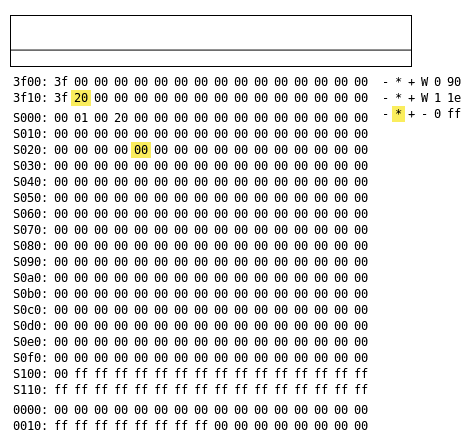 3f00: 3f 00 00 00 00 00 00 00 00 00 00 00 00 00 00 00 - * + W 0 90
3f10: 3f 20 00 00 00 00 00 00 00 00 00 00 00 00 00 00 - * + W 1 1e
S000: 00 01 00 20 00 00 00 00 00 00 00 00 00 00 00 00 - * + - 0 ff
S010: 00 00 00 00 00 00 00 00 00 00 00 00 00 00 00 00
S020: 00 00 00 00 00 00 00 00 00 00 00 00 00 00 00 00
S030: 00 00 00 00 00 00 00 00 00 00 00 00 00 00 00 00
S040: 00 00 00 00 00 00 00 00 00 00 00 00 00 00 00 00
S050: 00 00 00 00 00 00 00 00 00 00 00 00 00 00 00 00
S060: 00 00 00 00 00 00 00 00 00 00 00 00 00 00 00 00
S070: 00 00 00 00 00 00 00 00 00 00 00 00 00 00 00 00
S080: 00 00 00 00 00 00 00 00 00 00 00 00 00 00 00 00
S090: 00 00 00 00 00 00 00 00 00 00 00 00 00 00 00 00
S0a0: 00 00 00 00 00 00 00 00 00 00 00 00 00 00 00 00
S0b0: 00 00 00 00 00 00 00 00 00 00 00 00 00 00 00 00
S0c0: 00 00 00 00 00 00 00 00 00 00 00 00 00 00 00 00
S0d0: 00 00 00 00 00 00 00 00 00 00 00 00 00 00 00 00
S0e0: 00 00 00 00 00 00 00 00 00 00 00 00 00 00 00 00
S0f0: 00 00 00 00 00 00 00 00 00 00 00 00 00 00 00 00
S100: 00 ff ff ff ff ff ff ff ff ff ff ff ff ff ff ff
S110: ff ff ff ff ff ff ff ff ff ff ff ff ff ff ff ff
0000: 00 00 00 00 00 00 00 00 00 00 00 00 00 00 00 00
0010: ff ff ff ff ff ff ff ff 00 00 00 00 00 00 00 00